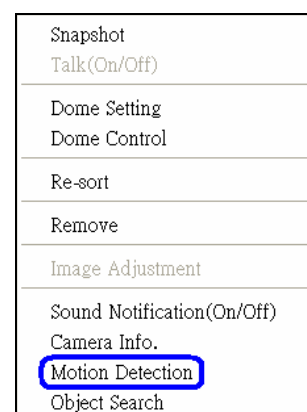 Snapshot
Talk(On/Off)
Dome Setting
Dome Control
Re-sort
Remove
Image Adjustment
Sound Notification(On/Off)
Camera Info.
Motion Detection
Object Search